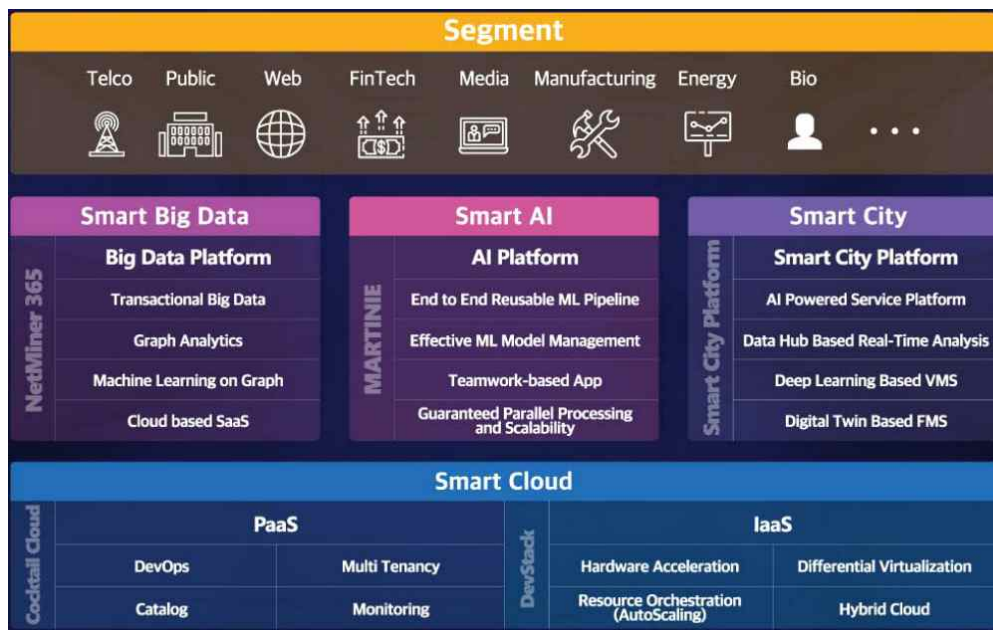 Segment
Telco Public Web FinTech Media Manufacturing Energy Bio
$
...
Smart Big Data
NetMiner 365
Big Data Platform
Transactional Big Data
Graph Analytics
Machine Learning on Graph
Cloud based SaaS
Smart AI
MARTINIE
AI Platform
End to End Reusable ML Pipeline
Effective ML Model Management
Teamwork-based App
Guaranteed Parallel Processing
and Scalability
Smart City
Smart City Platform
Smart City Platform
AI Powered Service Platform
Data Hub Based Real-Time Analysis
Deep Learning Based VMS
Digital Twin Based FMS
Smart Cloud
Cocktail Cloud
PaaS
DevOps Multi Tenancy
Catalog Monitoring
DevStack
IaaS
Hardware Acceleration Differential Virtualization
Resource Orchestration
(AutoScaling)
Hybrid Cloud